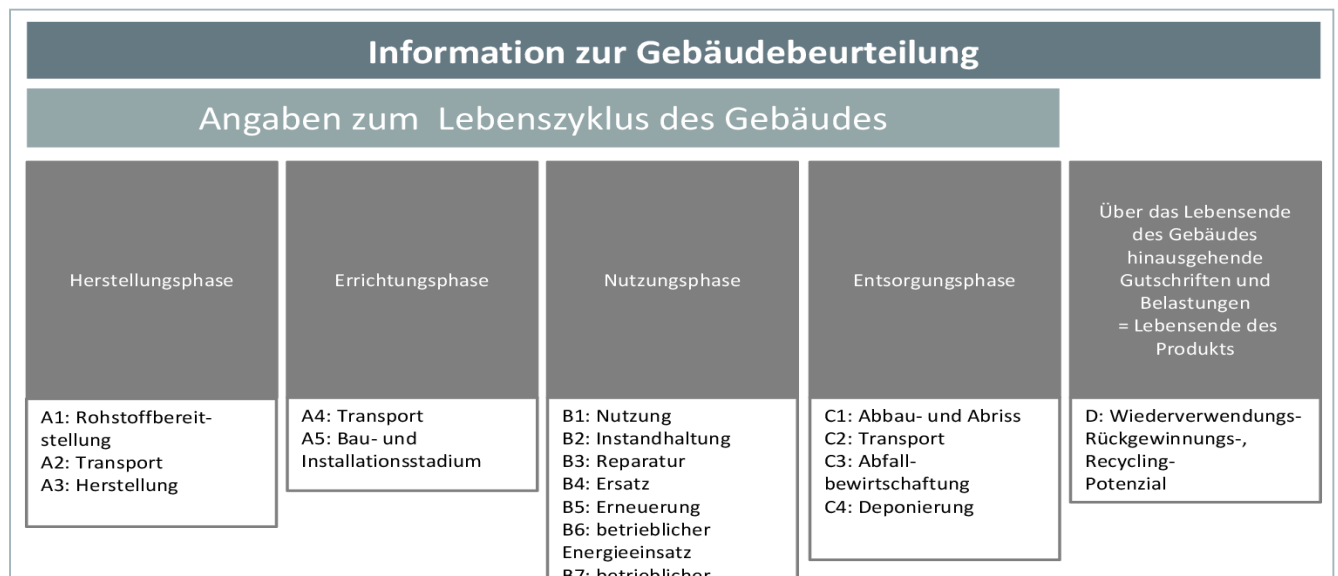 Information zur Gebäudebeurteilung
Angaben zum Lebenszyklus des Gebäudes
Herstellungsphase
A1: Rohstoffbereit-
stellung
A2: Transport
A3: Herstellung
Errichtungsphase
A4: Transport
A5: Bau- und
Installationsstadium
Nutzungsphase
B1: Nutzung
B2: Instandhaltung
B3: Reparatur
B4: Ersatz
B5: Erneuerung
B6: betrieblicher
Energieeinsatz
B7: betrieblicher
Entsorgungsphase
C1: Abbau- und Abriss
C2: Transport
C3: Abfall-
bewirtschaftung
C4: Deponierung
Über das Lebensende
des Gebäudes
hinausgehende
Gutschriften und
Belastungen
= Lebensende des
Produkts
D: Wiederverwendungs-
Rückgewinnungs-,
Recycling-
Potenzial